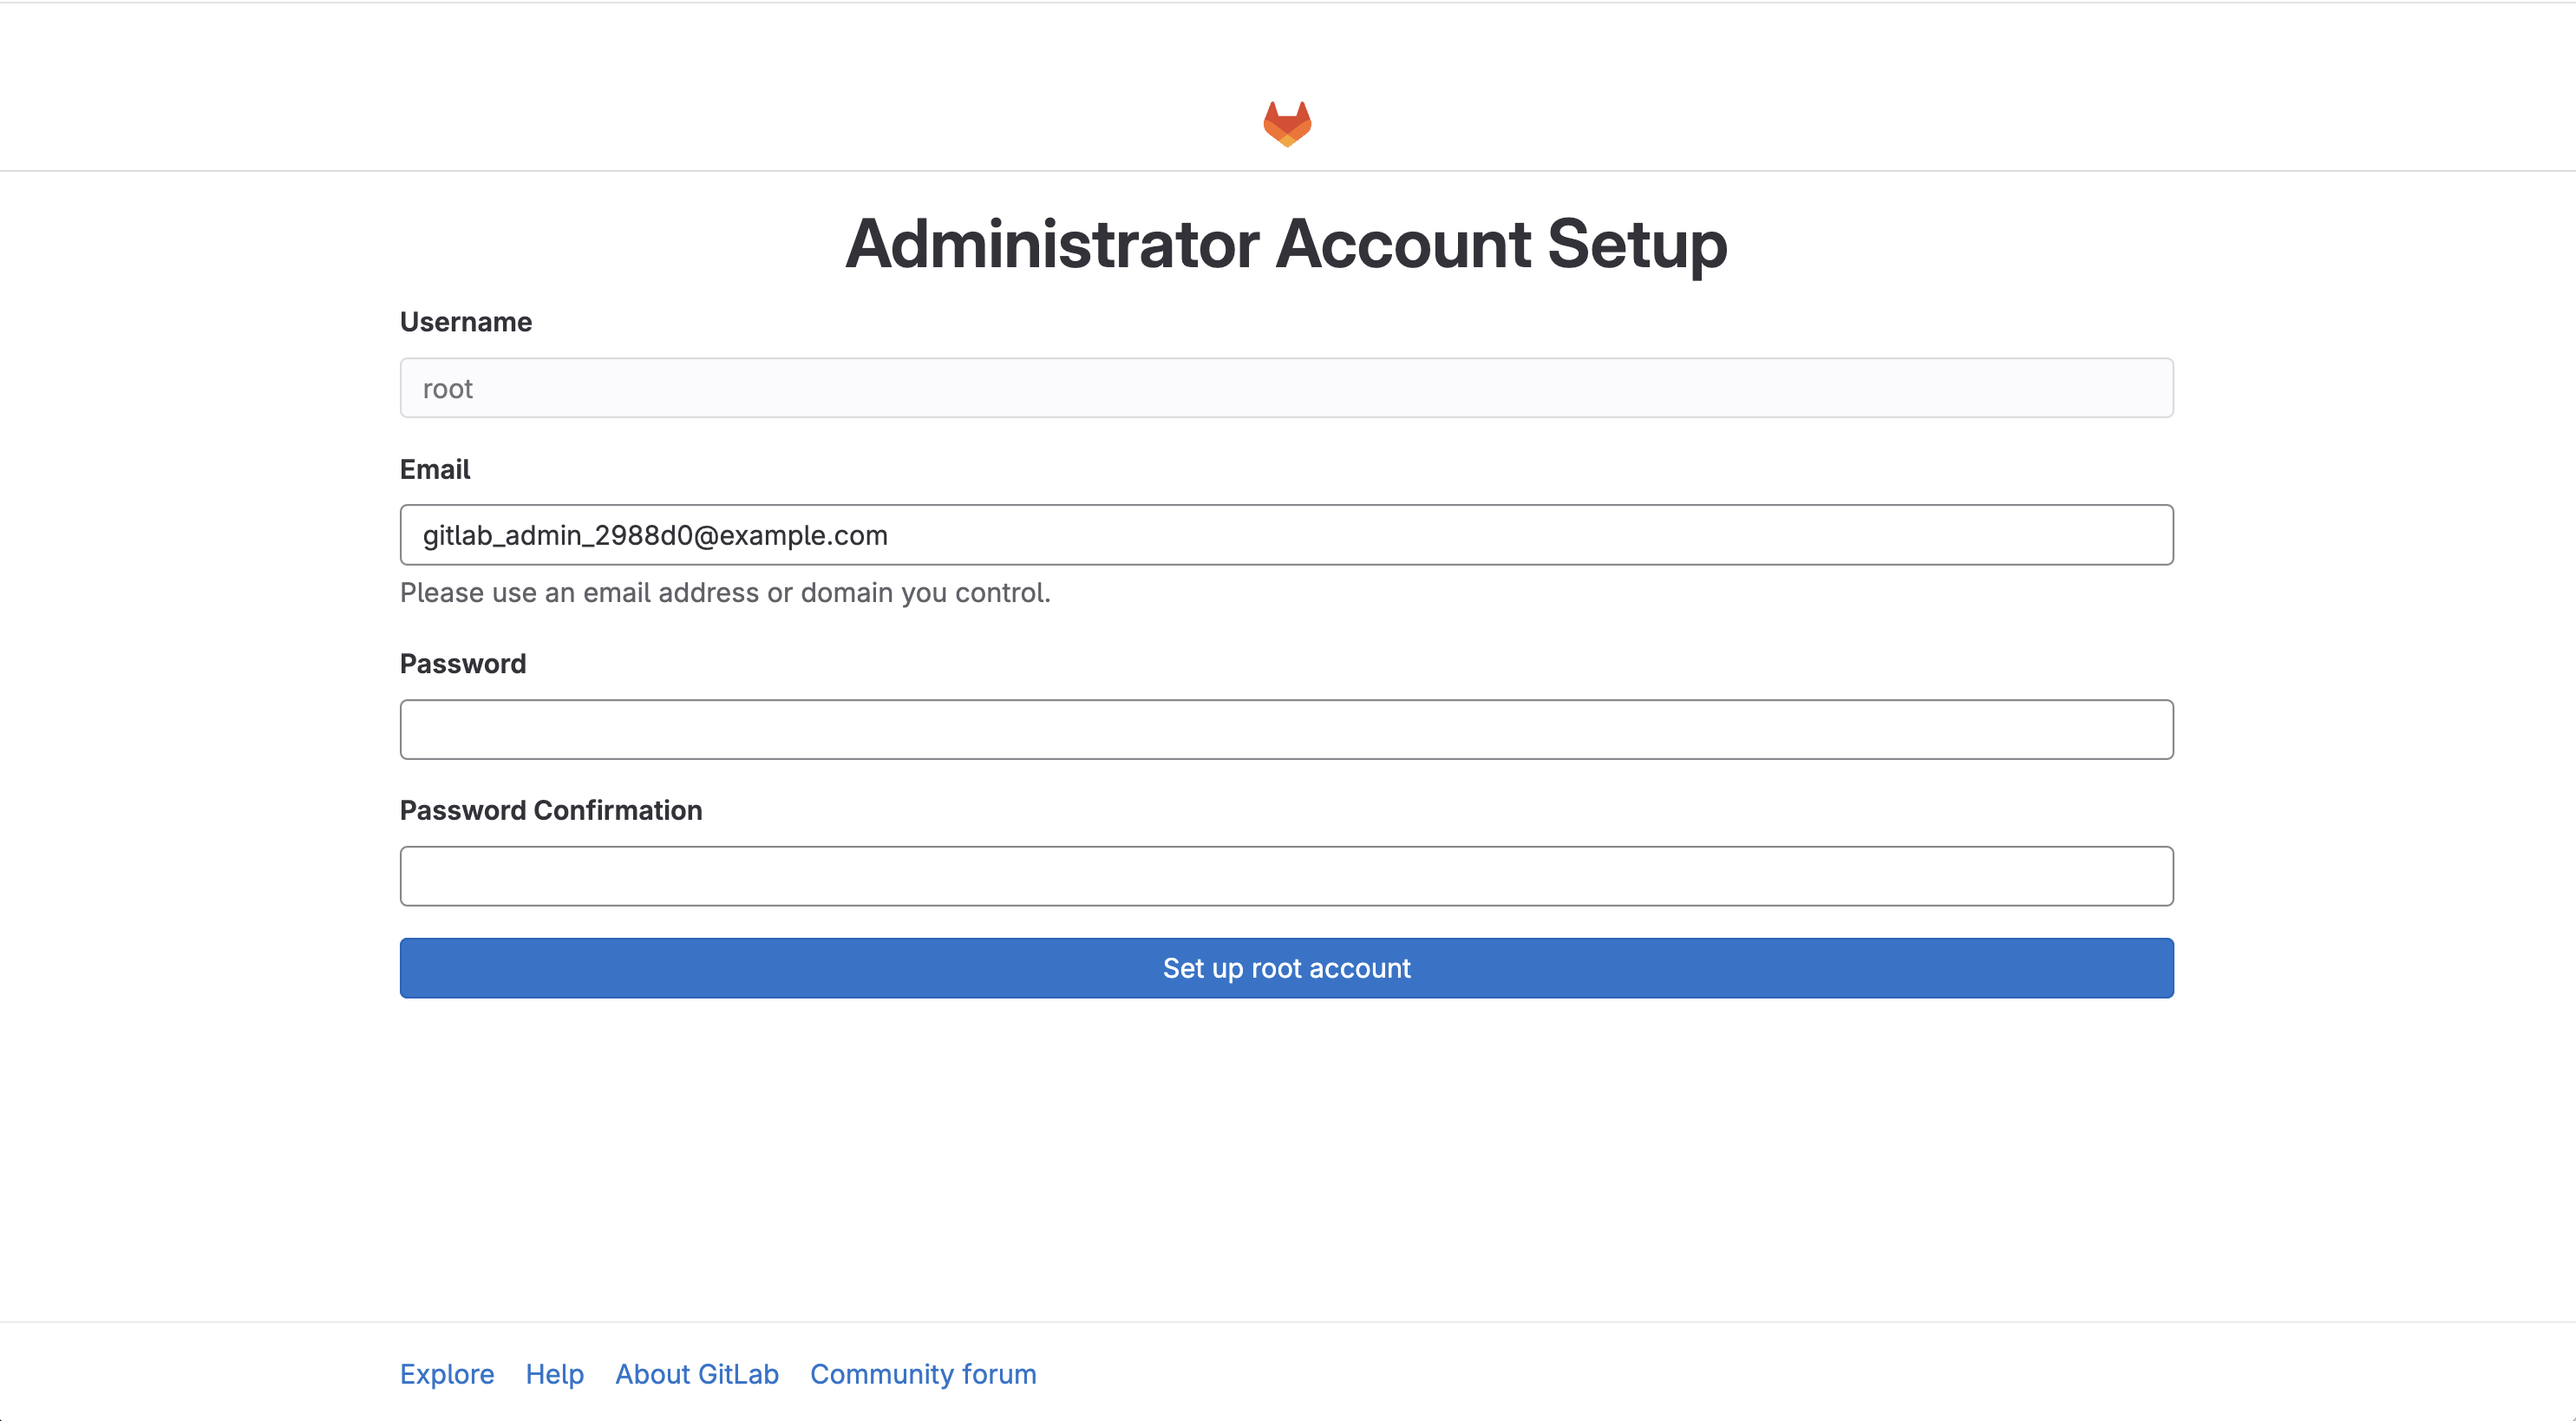 Administrator Account Setup
Username
root
Email
gitlab_admin_2988d0@example.com
Please use an email address or domain you control.
Password
Password Confirmation
Set up root account
Explore Help About GitLab Community forum